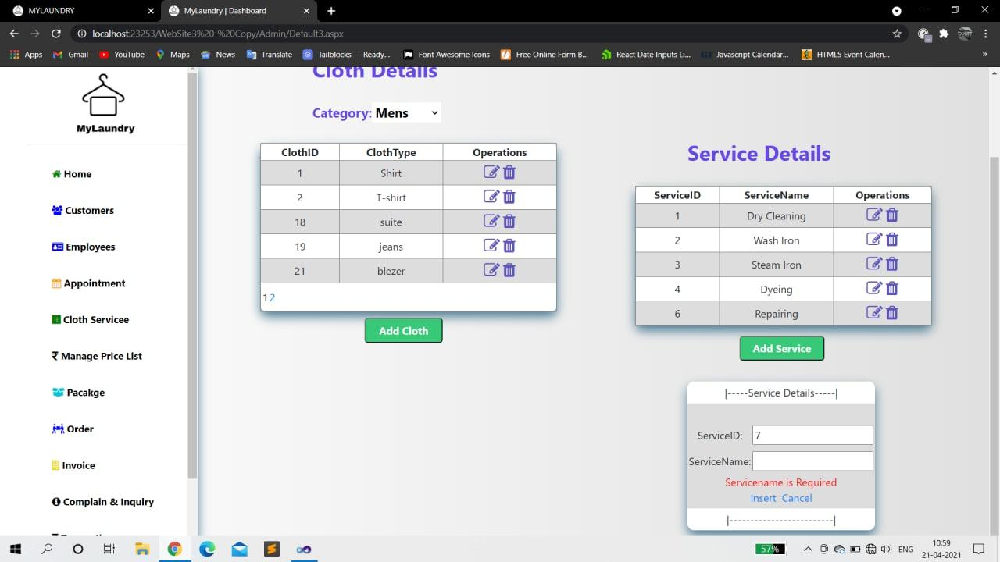 MYLAUNDRY
MyLaundry | Dashboard
localhost:23253/WebSite3%20-%20Copy/Admin/Default3.aspx
Apps
Gmail
YouTube
Maps
News
Translate
Tailblocks — Ready...
Font Awesome Icons
Free Online Form B...
React Date Inputs Li...
Javascript Calendar...
HTML5 Event Calen...
»
MyLaundry
Home
Customers
Employees
Appointment
Cloth Servicee
₹ Manage Price List
Pacakge
Order
Invoice
Complain & Inquiry
Cloth Details
Category: Mens
ClothID ClothType Operations
1 Shirt
2 T-shirt
18 suite
19 jeans
21 blezer
1 2
Add Cloth
Service Details
ServiceID ServiceName Operations
1 Dry Cleaning
2 Wash Iron
3 Steam Iron
4 Dyeing
6 Repairing
Add Service
|-----Service Details-----|
ServiceID: 7
ServiceName:
Servicename is Required
Insert Cancel
|-------------------------|
57%
ENG
10:59
21-04-2021